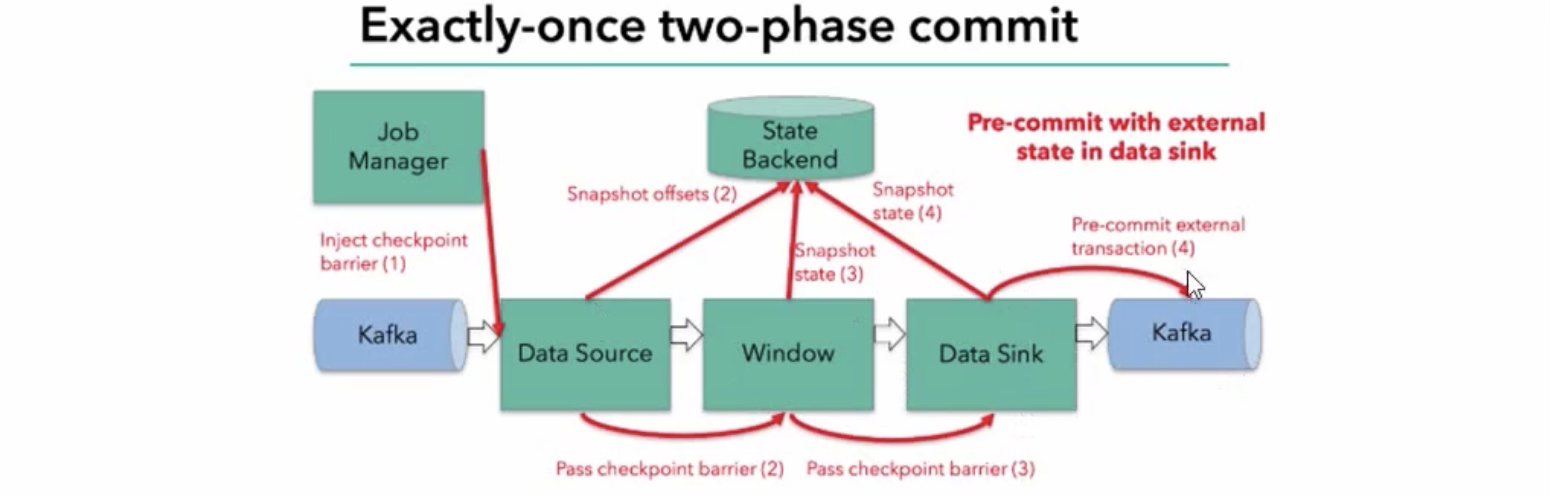 Exactly-once two-phase commit
Job
Manager
State
Backend
Pre-commit with external
state in data sink
Snapshot offsets (2)
Snapshot
state (4)
Pre-commit external
transaction (4)
Inject checkpoint
barrier (1)
Snapshot
state (3)
Kafka
Data Source
Window
Data Sink
Kafka
Pass checkpoint barrier (2)
Pass checkpoint barrier (3)